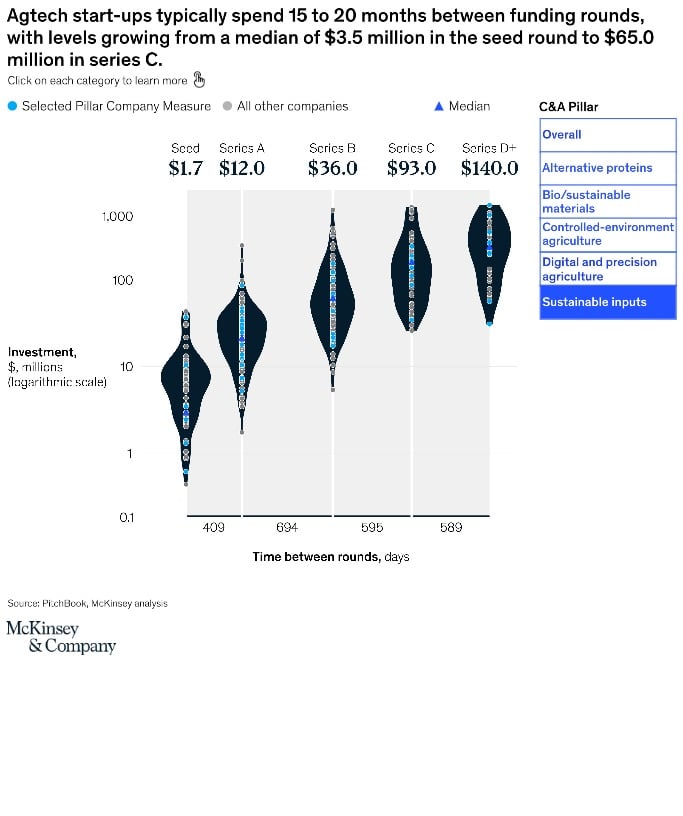 Agtech start-ups typically spend 15 to 20 months between funding rounds,
with levels growing from a median of $3.5 million in the seed round to $65.0
million in series C.
Click on each category to learn more
Selected Pillar Company Measure All other companies Median C&A Pillar
Seed Series A Series B Series C Series D+
$1.7 $12.0 $36.0 $93.0 $140.0
Overall
Alternative proteins
Bio/sustainable
materials
Controlled-environment
agriculture
Digital and precision
agriculture
Sustainable inputs
1,000
100
Investment,
$, millions
(logarithmic scale)
10
1
0.1
409 694 595 589
Time between rounds, days
Source: PitchBook, McKinsey analysis
McKinsey
& Company